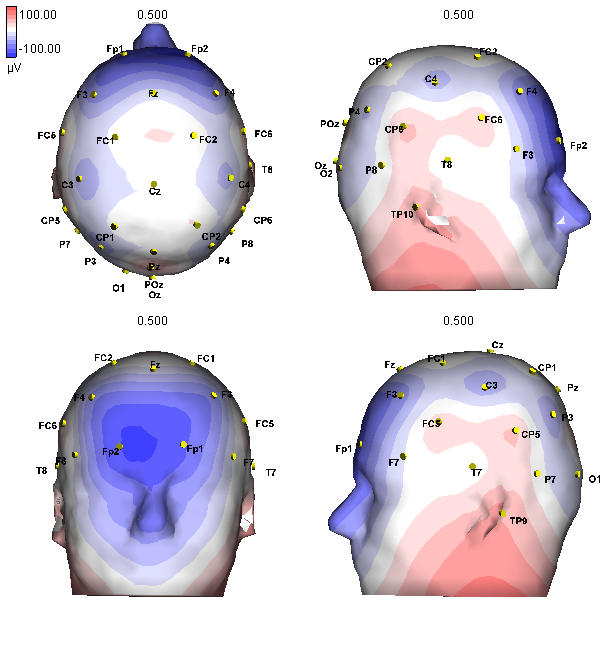 100.00
-100.00
µV
0.500
Fp1
Fp2
F3
Fz
F4
FC5
FC1
FC2
FC6
T8
C3
Cz
C4
CP5
CP1
CP2
CP6
P7
P3
Pz
P4
P8
O1
POz
Oz
0.500
FC2
CP2
C4
F4
P4
POz
CP6
FC6
Fp2
Oz
O2
P8
T8
F8
TP10
0.500
FC2
FC1
Fz
F4
F3
FC6
FC5
Fp2
Fp1
F8
F7
T8
T7
0.500
Cz
Fz
FC1
CP1
C3
Pz
F3
FC5
CP5
P3
Fp1
F7
T7
P7
O1
TP9